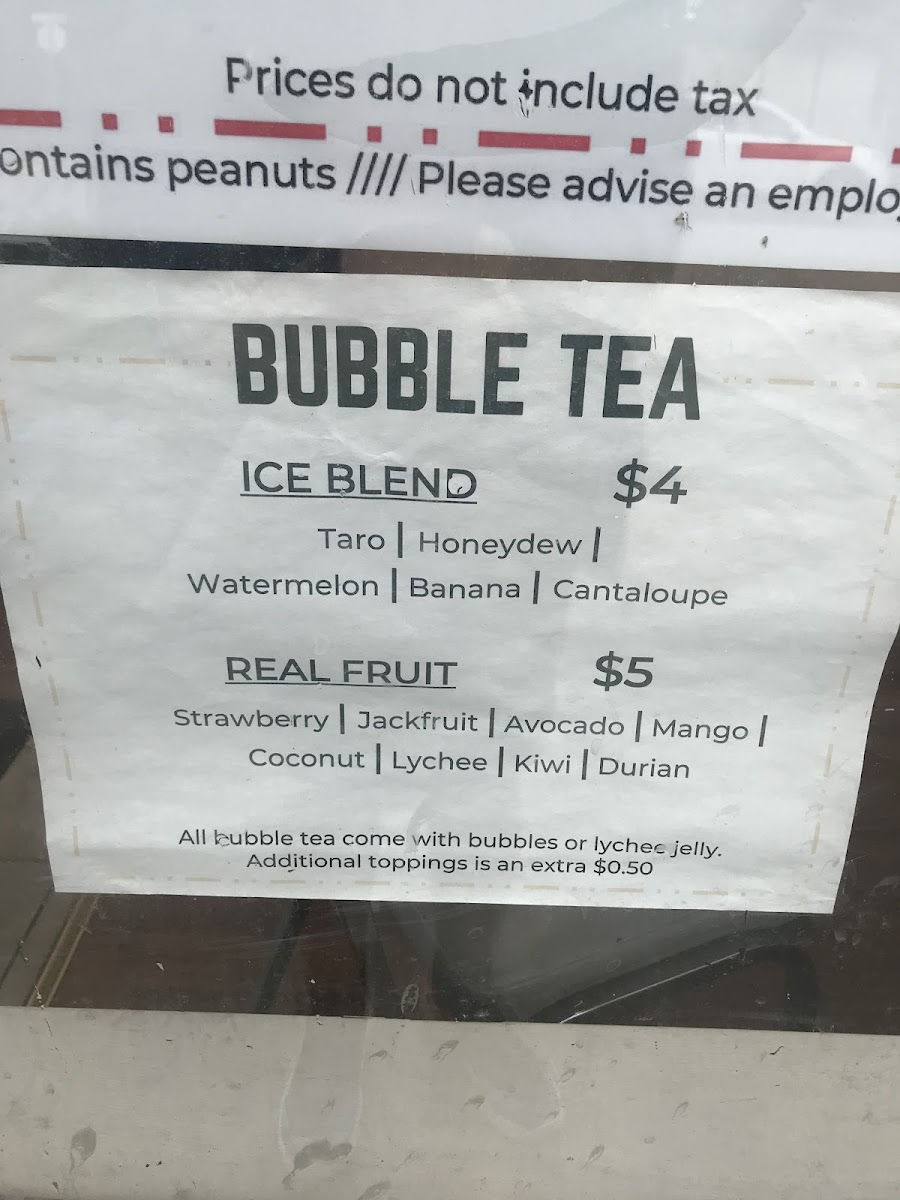 Prices do not include tax
ontains peanuts //// Please advise an emplo
BUBBLE TEA
ICE BLEND $4
Taro | Honeydew |
Watermelon | Banana | Cantaloupe
REAL FRUIT $5
Strawberry | Jackfruit | Avocado | Mango |
Coconut | Lychee | Kiwi | Durian
All bubble tea come with bubbles or lychee jelly.
Additional toppings is an extra $0.50